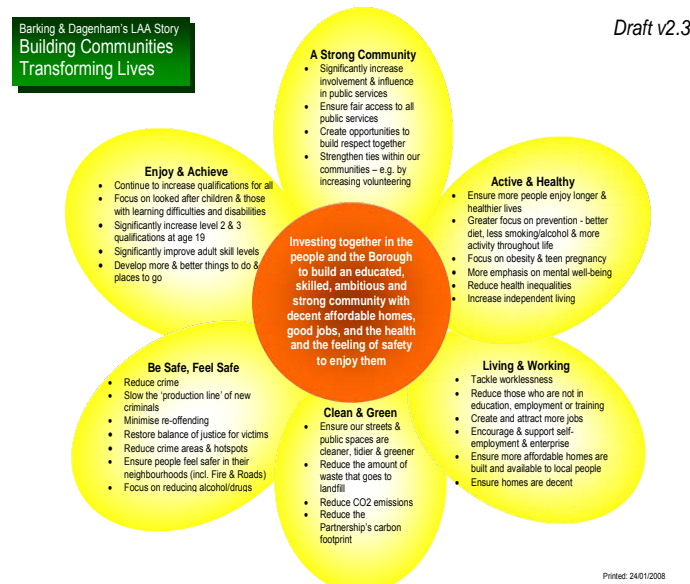 Barking & Dagenham's LAA Story
Building Communities
Transforming Lives
Draft v2.3
A Strong Community
• Significantly increase
involvement & influence
in public services
• Ensure fair access to all
public services
• Create opportunities to
build respect together
• Strengthen ties within our
communities – e.g. by
increasing volunteering
Enjoy & Achieve
• Continue to increase qualifications for all
• Focus on looked after children & those
with learning difficulties and disabilities
• Significantly increase level 2 & 3
qualifications at age 19
• Significantly improve adult skill levels
• Develop more & better things to do &
places to go
Active & Healthy
• Ensure more people enjoy longer &
healthier lives
• Greater focus on prevention - better
diet, less smoking/alcohol & more
activity throughout life
• Focus on obesity & teen pregnancy
• More emphasis on mental well-being
• Reduce health inequalities
• Increase independent living
Investing together in the
people and the Borough
to build an educated,
skilled, ambitious and
strong community with
decent affordable homes,
good jobs, and the health
and the feeling of safety
to enjoy them
Be Safe, Feel Safe
• Reduce crime
• Slow the 'production line' of new
criminals
• Minimise re-offending
• Restore balance of justice for victims
• Reduce crime areas & hotspots
• Ensure people feel safer in their
neighbourhoods (incl. Fire & Roads)
• Focus on reducing alcohol/drugs
Clean & Green
• Ensure our streets &
public spaces are
cleaner, tidier & greener
• Reduce the amount of
waste that goes to
landfill
• Reduce CO2 emissions
• Reduce the
Partnership's carbon
footprint
Living & Working
• Tackle worklessness
• Reduce those who are not in
education, employment or training
• Create and attract more jobs
• Encourage & support self-
employment & enterprise
• Ensure more affordable homes are
built and available to local people
• Ensure homes are decent
Printed: 24/01/2008